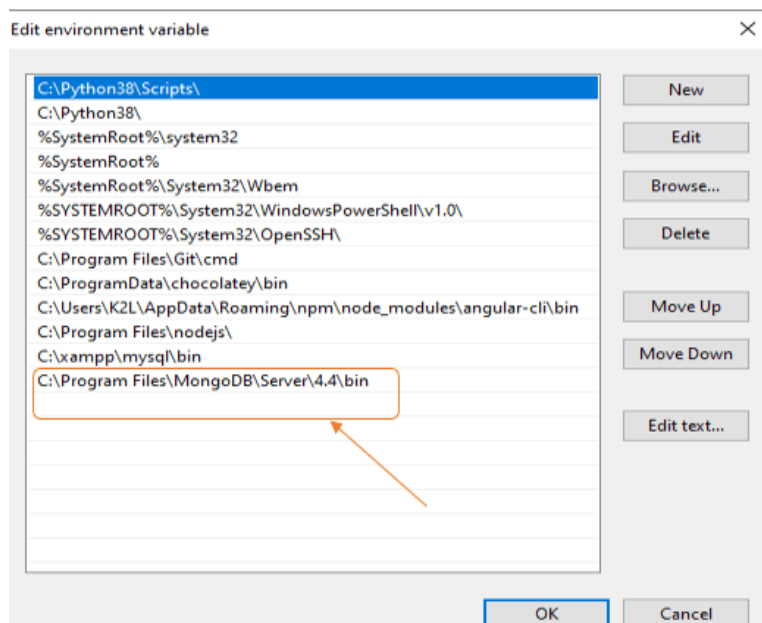 Edit environment variable
C:\Python38\Scripts\
C:\Python38\
%SystemRoot%\system32
%SystemRoot%
%SystemRoot%\System32\Wbem
%SYSTEMROOT%\System32\WindowsPowerShell\v1.0\
%SYSTEMROOT%\System32\OpenSSH\
C:\Program Files\Git\cmd
C:\ProgramData\chocolatey\bin
C:\Users\K2L\AppData\Roaming\npm\node_modules\angular-cli\bin
C:\Program Files\nodejs\
C:\xampp\mysql\bin
C:\Program Files\MongoDB\Server\4.4\bin
New
Edit
Browse...
Delete
Move Up
Move Down
Edit text...
OK
Cancel